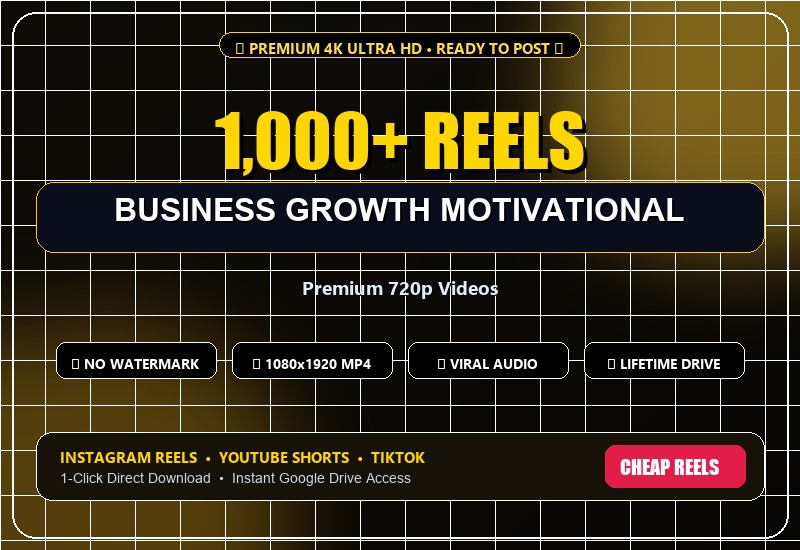 PREMIUM 4K ULTRA HD • READY TO POST
1,000+ REELS
BUSINESS GROWTH MOTIVATIONAL
Premium 720p Videos
NO WATERMARK
1080x1920 MP4
VIRAL AUDIO
LIFETIME DRIVE
INSTAGRAM REELS • YOUTUBE SHORTS • TIKTOK
1-Click Direct Download • Instant Google Drive Access
CHEAP REELS